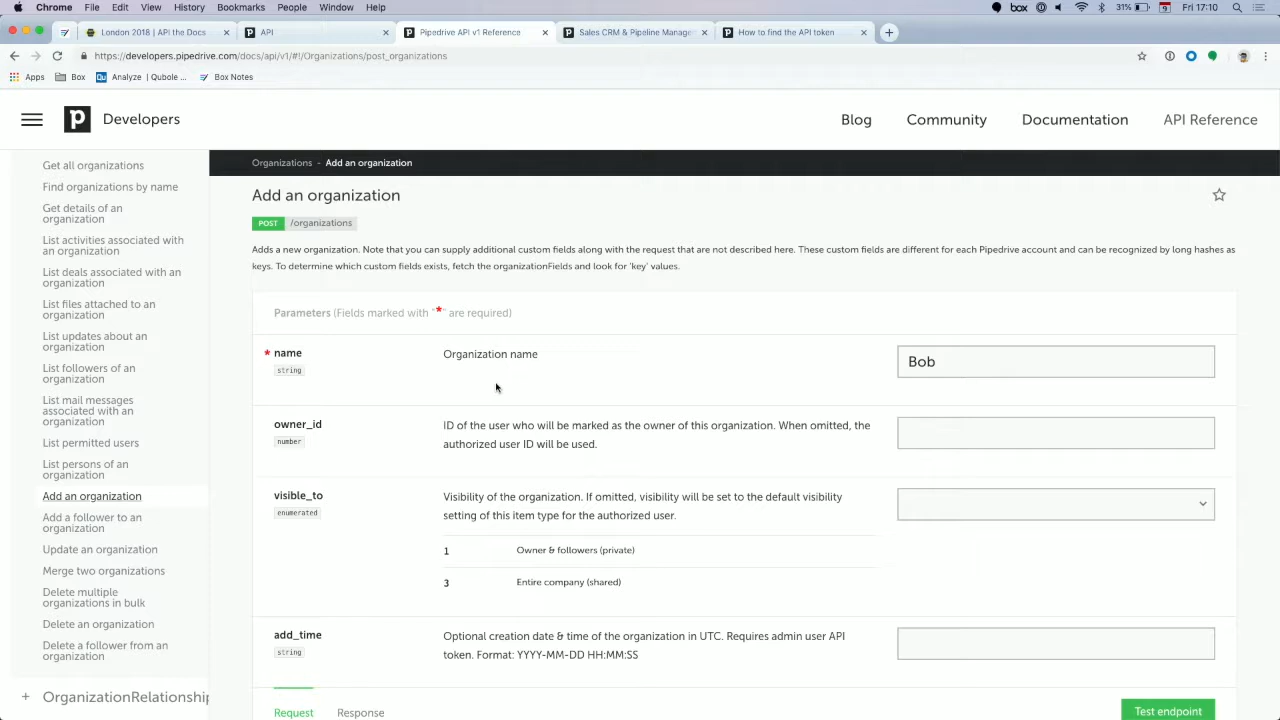 Chrome File Edit View History Bookmarks People Window Help box 31% Fri 17:10
London 2018 | API the Docs × API × Pipedrive API v1 Reference × Sales CRM & Pipeline Manage × How to find the API token ×
https://developers.pipedrive.com/docs/api/v1/#!/Organizations/post_organizations
Apps Box Analyze | Qubole ... Box Notes
p Developers Blog Community Documentation API Reference
Get all organizations
Find organizations by name
Get details of an
organization
List activities associated with
an organization
List deals associated with an
organization
List files attached to an
organization
List updates about an
organization
List followers of an
organization
List mail messages
associated with an
organization
List permitted users
List persons of an
organization
Add an organization
Add a follower to an
organization
Update an organization
Merge two organizations
Delete multiple
organizations in bulk
Delete an organization
Delete a follower from an
organization
+ OrganizationRelationship
Organizations - Add an organization
Add an organization
POST /organizations
Adds a new organization. Note that you can supply additional custom fields along with the request that are not described here. These custom fields are different for each Pipedrive account and can be recognized by long hashes as
keys. To determine which custom fields exists, fetch the organizationFields and look for 'key' values.
Parameters (Fields marked with "*" are required)
* name Organization name Bob
string
owner_id ID of the user who will be marked as the owner of this organization. When omitted, the
number authorized user ID will be used.
visible_to Visibility of the organization. If omitted, visibility will be set to the default visibility
enumerated setting of this item type for the authorized user.
1 Owner & followers (private)
3 Entire company (shared)
add_time Optional creation date & time of the organization in UTC. Requires admin user API
string token. Format: YYYY-MM-DD HH:MM:SS
Request Response Test endpoint